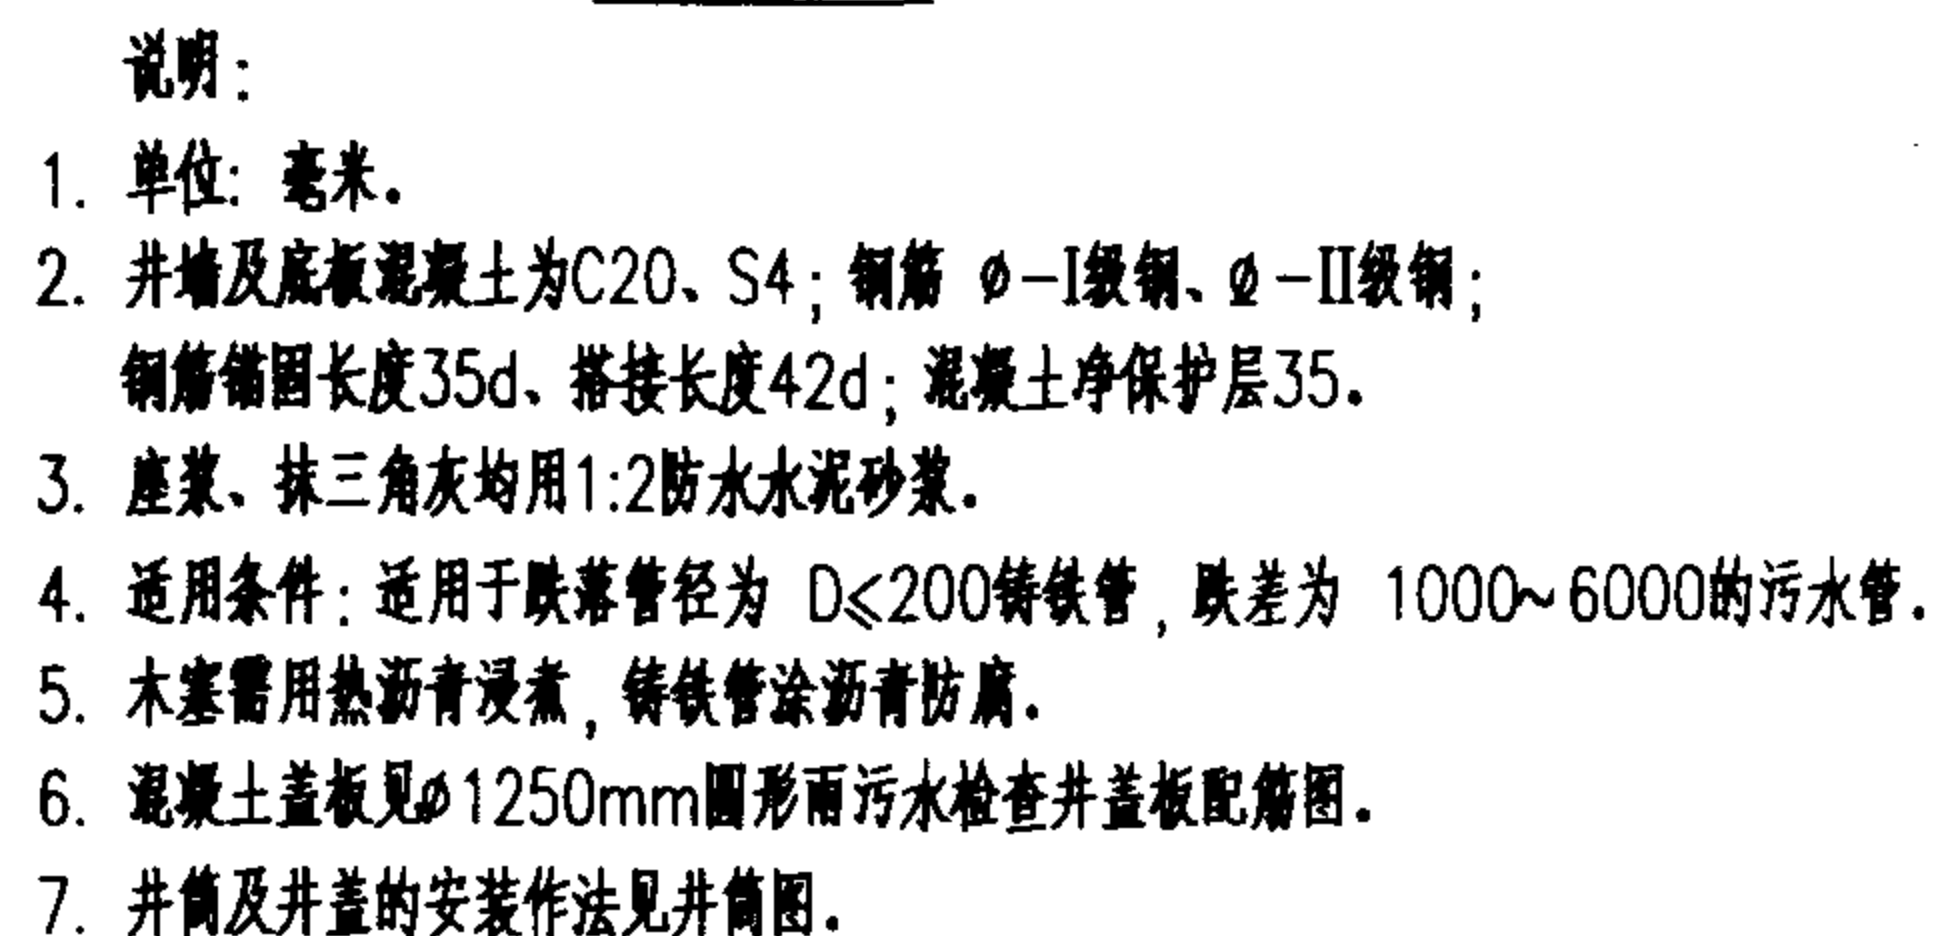 说明:
1. 单位: 毫米.
2. 井墙及底板混凝土为C20、S4; 钢筋 ϕ-I级钢、ϕ-II级钢;
钢筋锚固长度35d、搭接长度42d; 混凝土净保护层35.
3. 座浆、抹三角灰均用1:2防水水泥砂浆.
4. 适用条件: 适用于跌落管径为 D≤200铸铁管, 跌差为 1000~6000的污水管.
5. 木塞需用热沥青浸煮, 铸铁管涂沥青防腐.
6. 混凝土盖板见ϕ1250mm圆形雨污水检查井盖板配筋图.
7. 井筒及井盖的安装作法见井筒图.